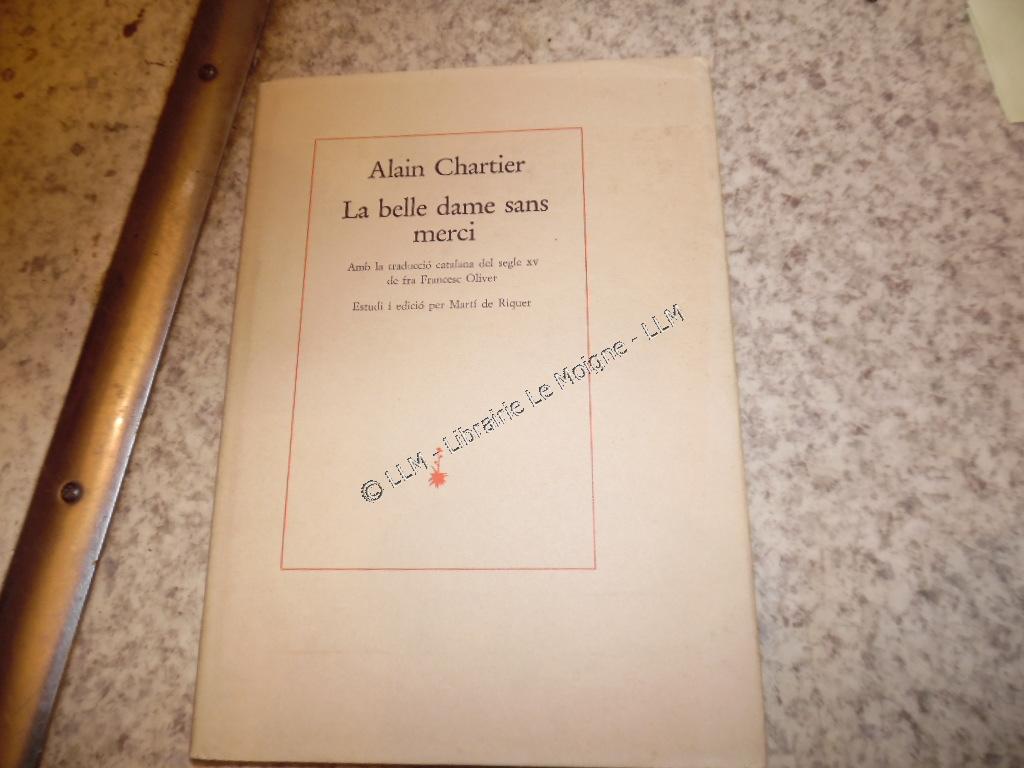 Alain Chartier
La belle dame sans
merci
Amb la traducció catalana del segle XV
de fra Francesc Oliver
Estudi i edició per Martí de Riquer
© LLM - Librairie Le Moigne - LLM